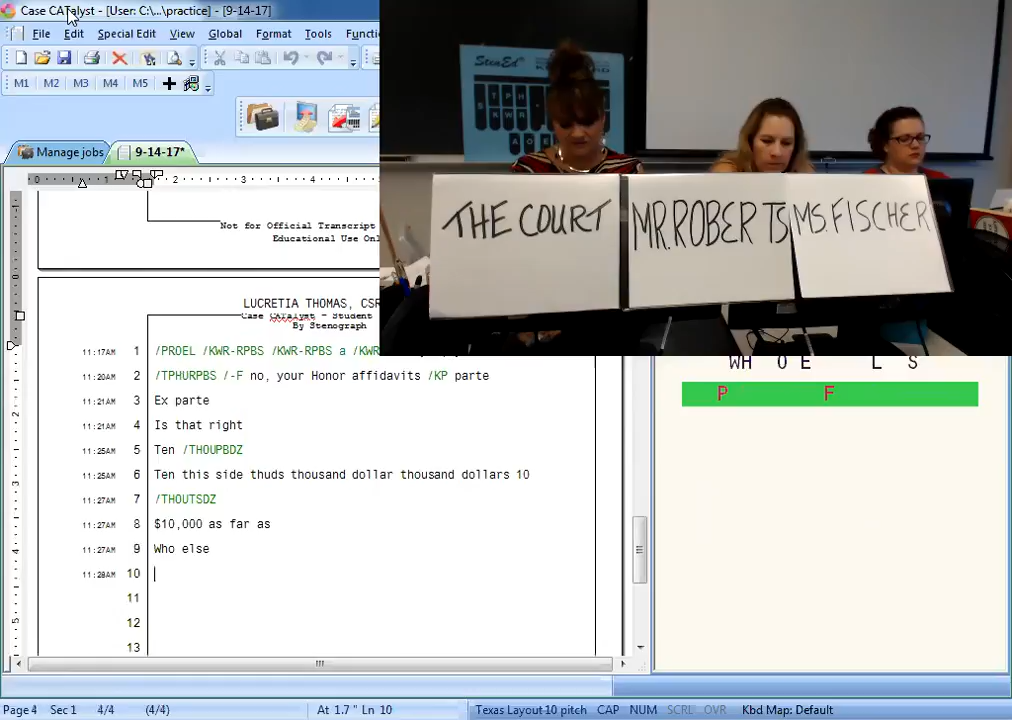 Case CATalyst - [User: C:\...\practice] - [9-14-17]
File Edit Special Edit View Global Format Tools Functi
M1 M2 M3 M4 M5
Manage jobs 9-14-17*
0 1 2 3 4
StenEd
THE COURT MR.ROBERTS MS.FISCHER
Not for Official Transcript
Educational Use Onl
LUCRETIA THOMAS, CSR
Case CAtalyst - Student
By Stenograph
11:17AM 1 /PROEL /KWR-RPBS /KWR-RPBS a /KWR
11:20AM 2 /TPHURPBS /-F no, your Honor affidavits /KP parte
11:21AM 3 Ex parte
11:21AM 4 Is that right
11:25AM 5 Ten /THOUPBDZ
11:25AM 6 Ten this side thuds thousand dollar thousand dollars 10
11:27AM 7 /THOUTSDZ
11:27AM 8 $10,000 as far as
11:27AM 9 Who else
11:28AM 10
11
12
13
WH O E L S
P F
Page 4 Sec 1 4/4 (4/4) At 1.7 " Ln 10 Texas Layout 10 pitch CAP NUM SCRL OVR Kbd Map: Default